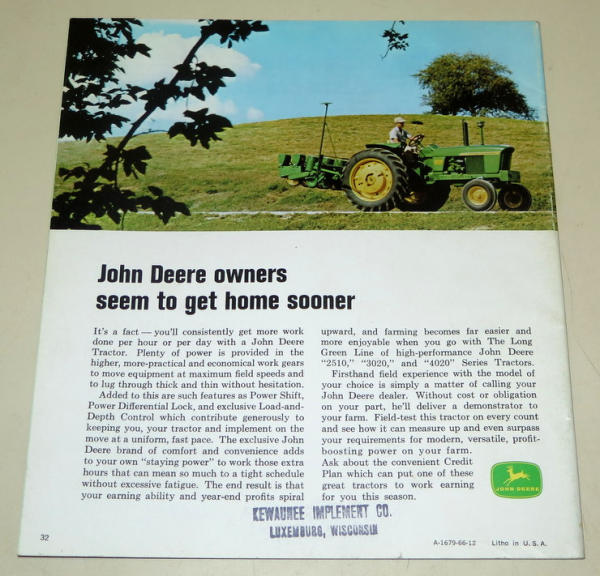 John Deere owners
seem to get home sooner
It's a fact — you'll consistently get more work
done per hour or per day with a John Deere
Tractor. Plenty of power is provided in the
higher, more-practical and economical work gears
to move equipment at maximum field speeds and
to lug through thick and thin without hesitation.
Added to this are such features as Power Shift,
Power Differential Lock, and exclusive Load-and-
Depth Control which contribute generously to
keeping you, your tractor and implement on the
move at a uniform, fast pace. The exclusive John
Deere brand of comfort and convenience adds
to your own "staying power" to work those extra
hours that can mean so much to a tight schedule
without excessive fatigue. The end result is that
your earning ability and year-end profits spiral
upward, and farming becomes far easier and
more enjoyable when you go with The Long
Green Line of high-performance John Deere
"2510," "3020," and "4020" Series Tractors.
Firsthand field experience with the model of
your choice is simply a matter of calling your
John Deere dealer. Without cost or obligation
on your part, he'll deliver a demonstrator to
your farm. Field-test this tractor on every count
and see how it can measure up and even surpass
your requirements for modern, versatile, profit-
boosting power on your farm.
Ask about the convenient Credit
Plan which can put one of these
great tractors to work earning
for you this season.
JOHN DEERE
KEWAUNEE IMPLEMENT CO.
LUXEMBURG, WISCONSIN
32
A-1679-66-12 Litho in U.S.A.